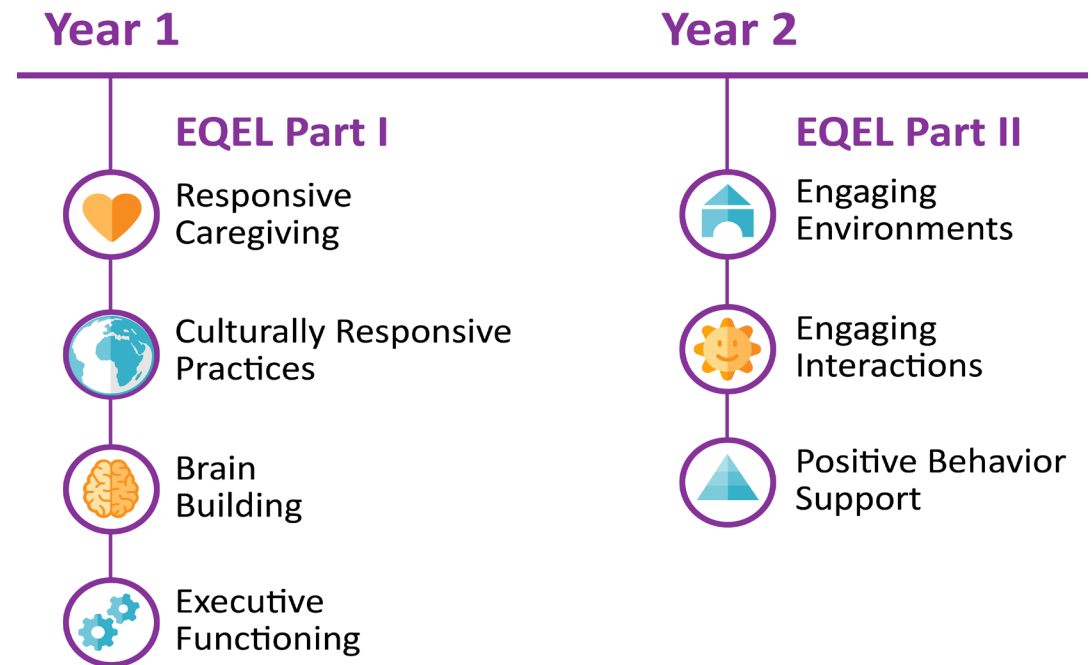 Year 1
EQEL Part I
Responsive
Caregiving
Culturally Responsive
Practices
Brain
Building
Executive
Functioning
Year 2
EQEL Part II
Engaging
Environments
Engaging
Interactions
Positive Behavior
Support